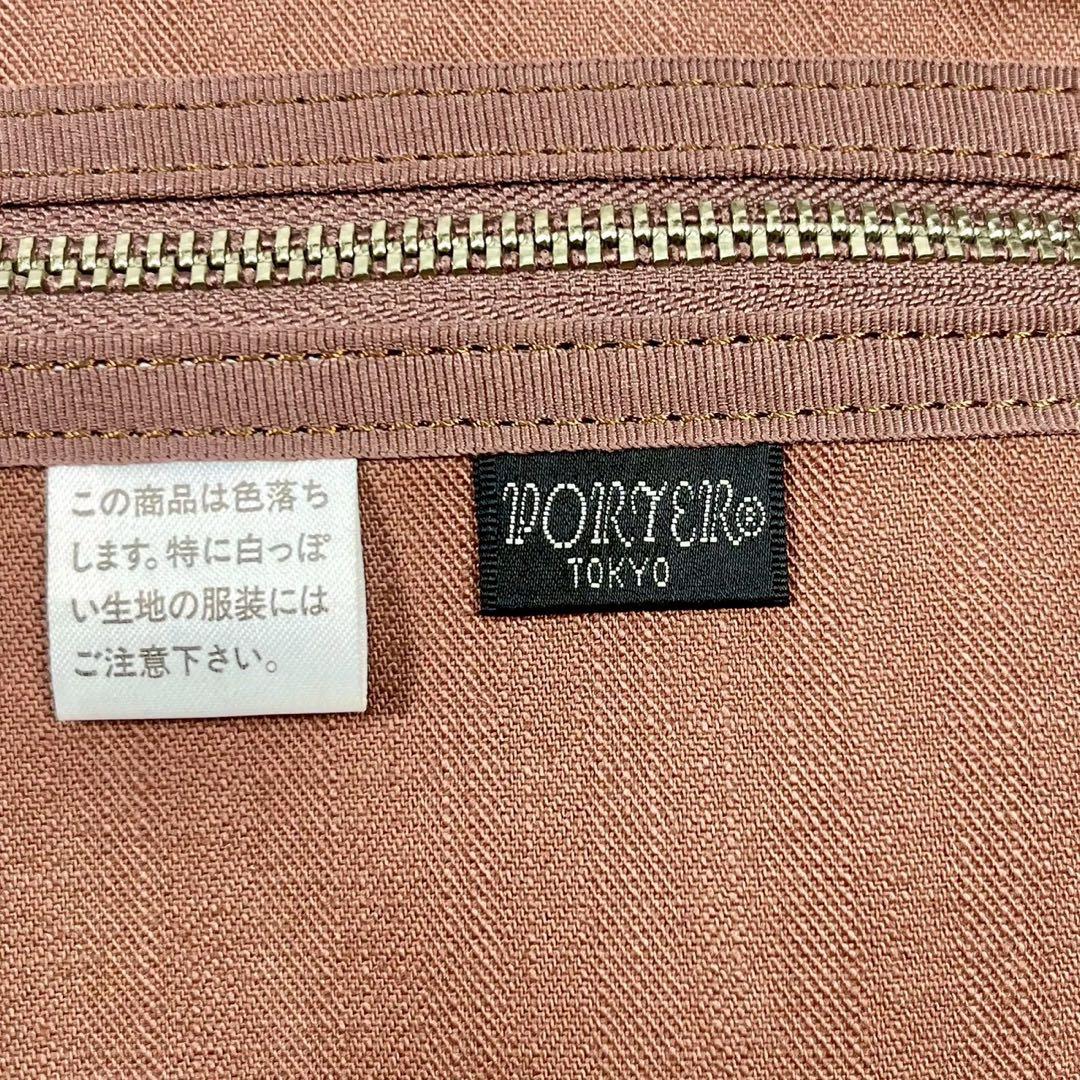 この商品は色落ち
します。特に白っぽ
い生地の服装には
ご注意下さい。
PORTER®
TOKYO